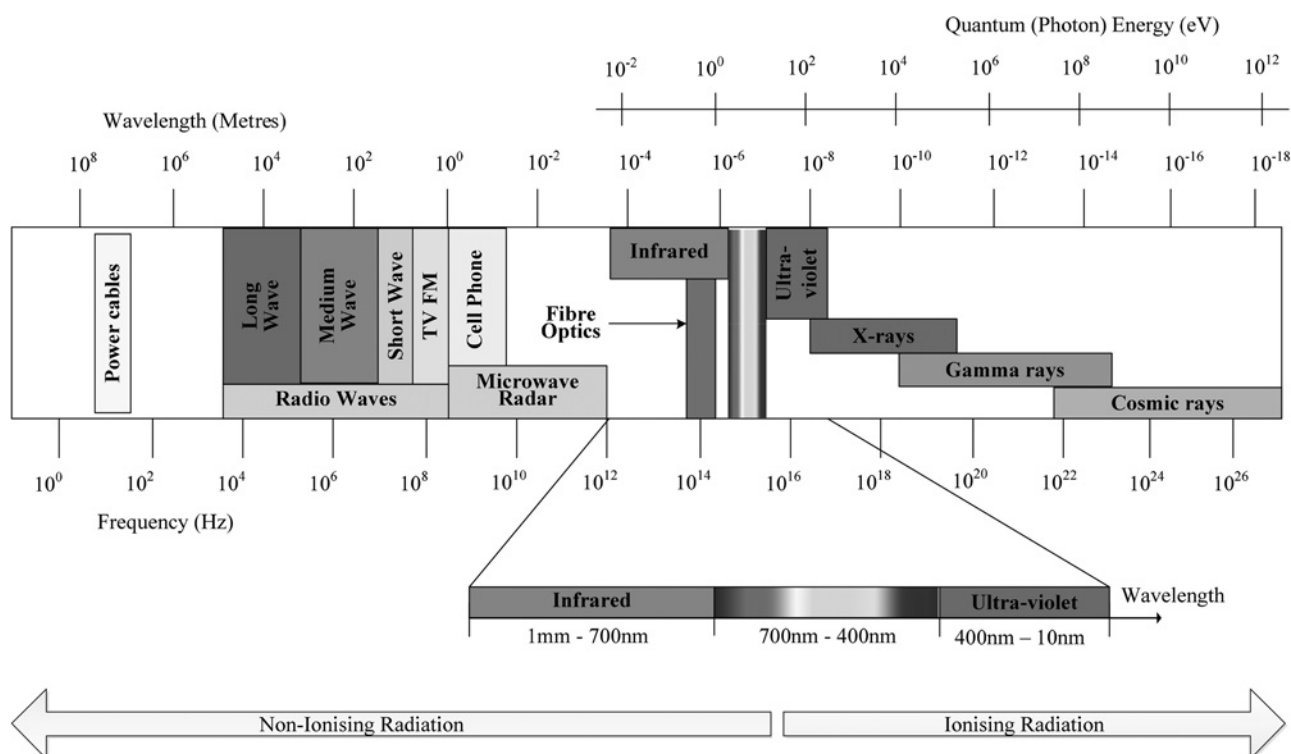 Quantum (Photon) Energy (eV)
10⁻² 10⁰ 10² 10⁴ 10⁶ 10⁸ 10¹⁰ 10¹²
Wavelength (Metres)
10⁸ 10⁶ 10⁴ 10² 10⁰ 10⁻² 10⁻⁴ 10⁻⁶ 10⁻⁸ 10⁻¹⁰ 10⁻¹² 10⁻¹⁴ 10⁻¹⁶ 10⁻¹⁸
Power cables
Long
Wave
Medium
Wave
Short Wave
TV FM
Cell Phone
Radio Waves
Microwave
Radar
Infrared
Fibre
Optics
Ultra-
violet
X-rays
Gamma rays
Cosmic rays
10⁰ 10² 10⁴ 10⁶ 10⁸ 10¹⁰ 10¹² 10¹⁴ 10¹⁶ 10¹⁸ 10²⁰ 10²² 10²⁴ 10²⁶
Frequency (Hz)
Infrared Ultra-violet Wavelength
1mm - 700nm 700nm - 400nm 400nm – 10nm
Non-Ionising Radiation Ionising Radiation